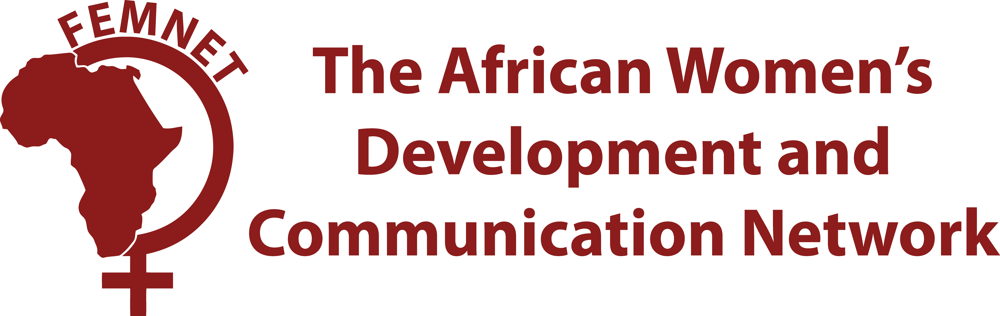 FEMNET
The African Women’s
Development and
Communication Network